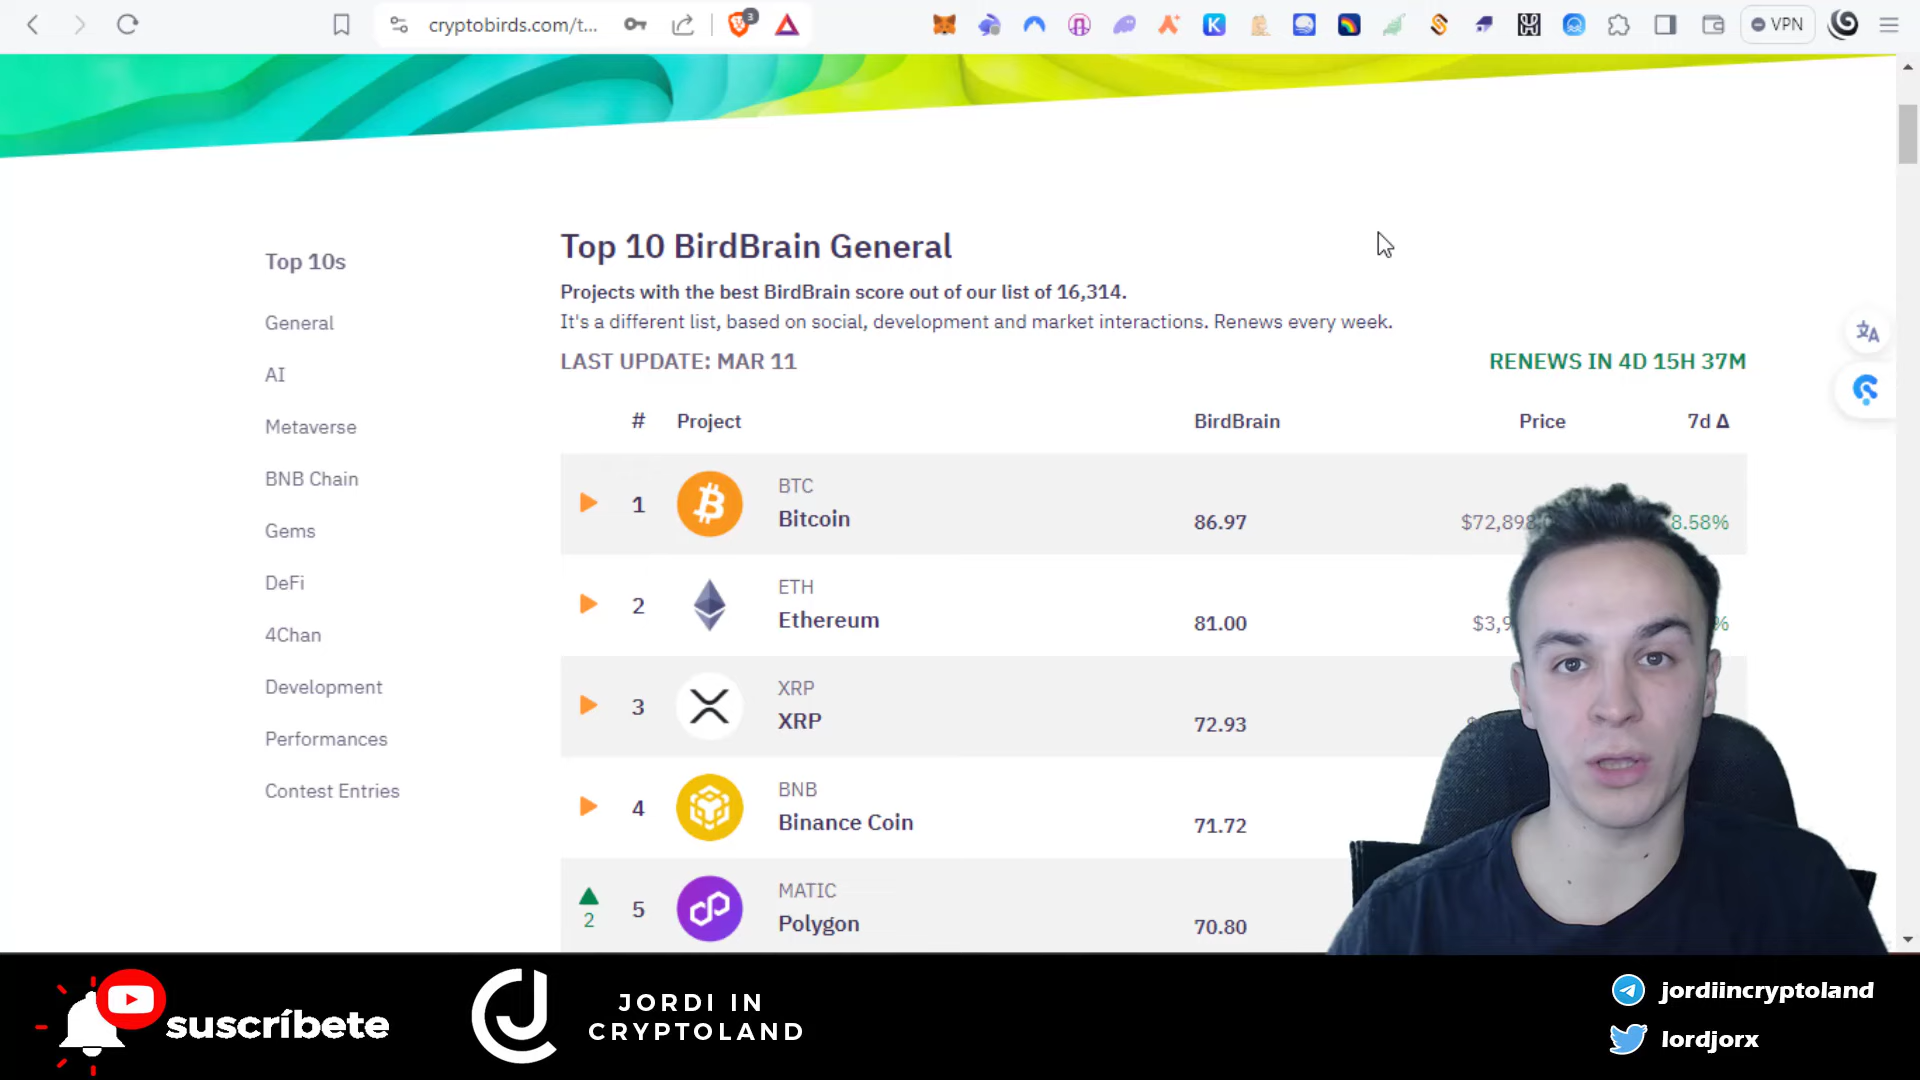 cryptobirds.com/t...
3
VPN
Top 10s
General
AI
Metaverse
BNB Chain
Gems
DeFi
4Chan
Development
Performances
Contest Entries
Top 10 BirdBrain General
Projects with the best BirdBrain score out of our list of 16,314.
It's a different list, based on social, development and market interactions. Renews every week.
LAST UPDATE: MAR 11
RENEWS IN 4D 15H 37M
# Project BirdBrain Price 7d Δ
1 BTC
Bitcoin 86.97 $72,89 8.58%
2 ETH
Ethereum 81.00 $3,9 %
3 XRP
XRP 72.93
4 BNB
Binance Coin 71.72
2 5 MATIC
Polygon 70.80
suscríbete
JORDI IN
CRYPTOLAND
jordiincryptoland
lordjorx